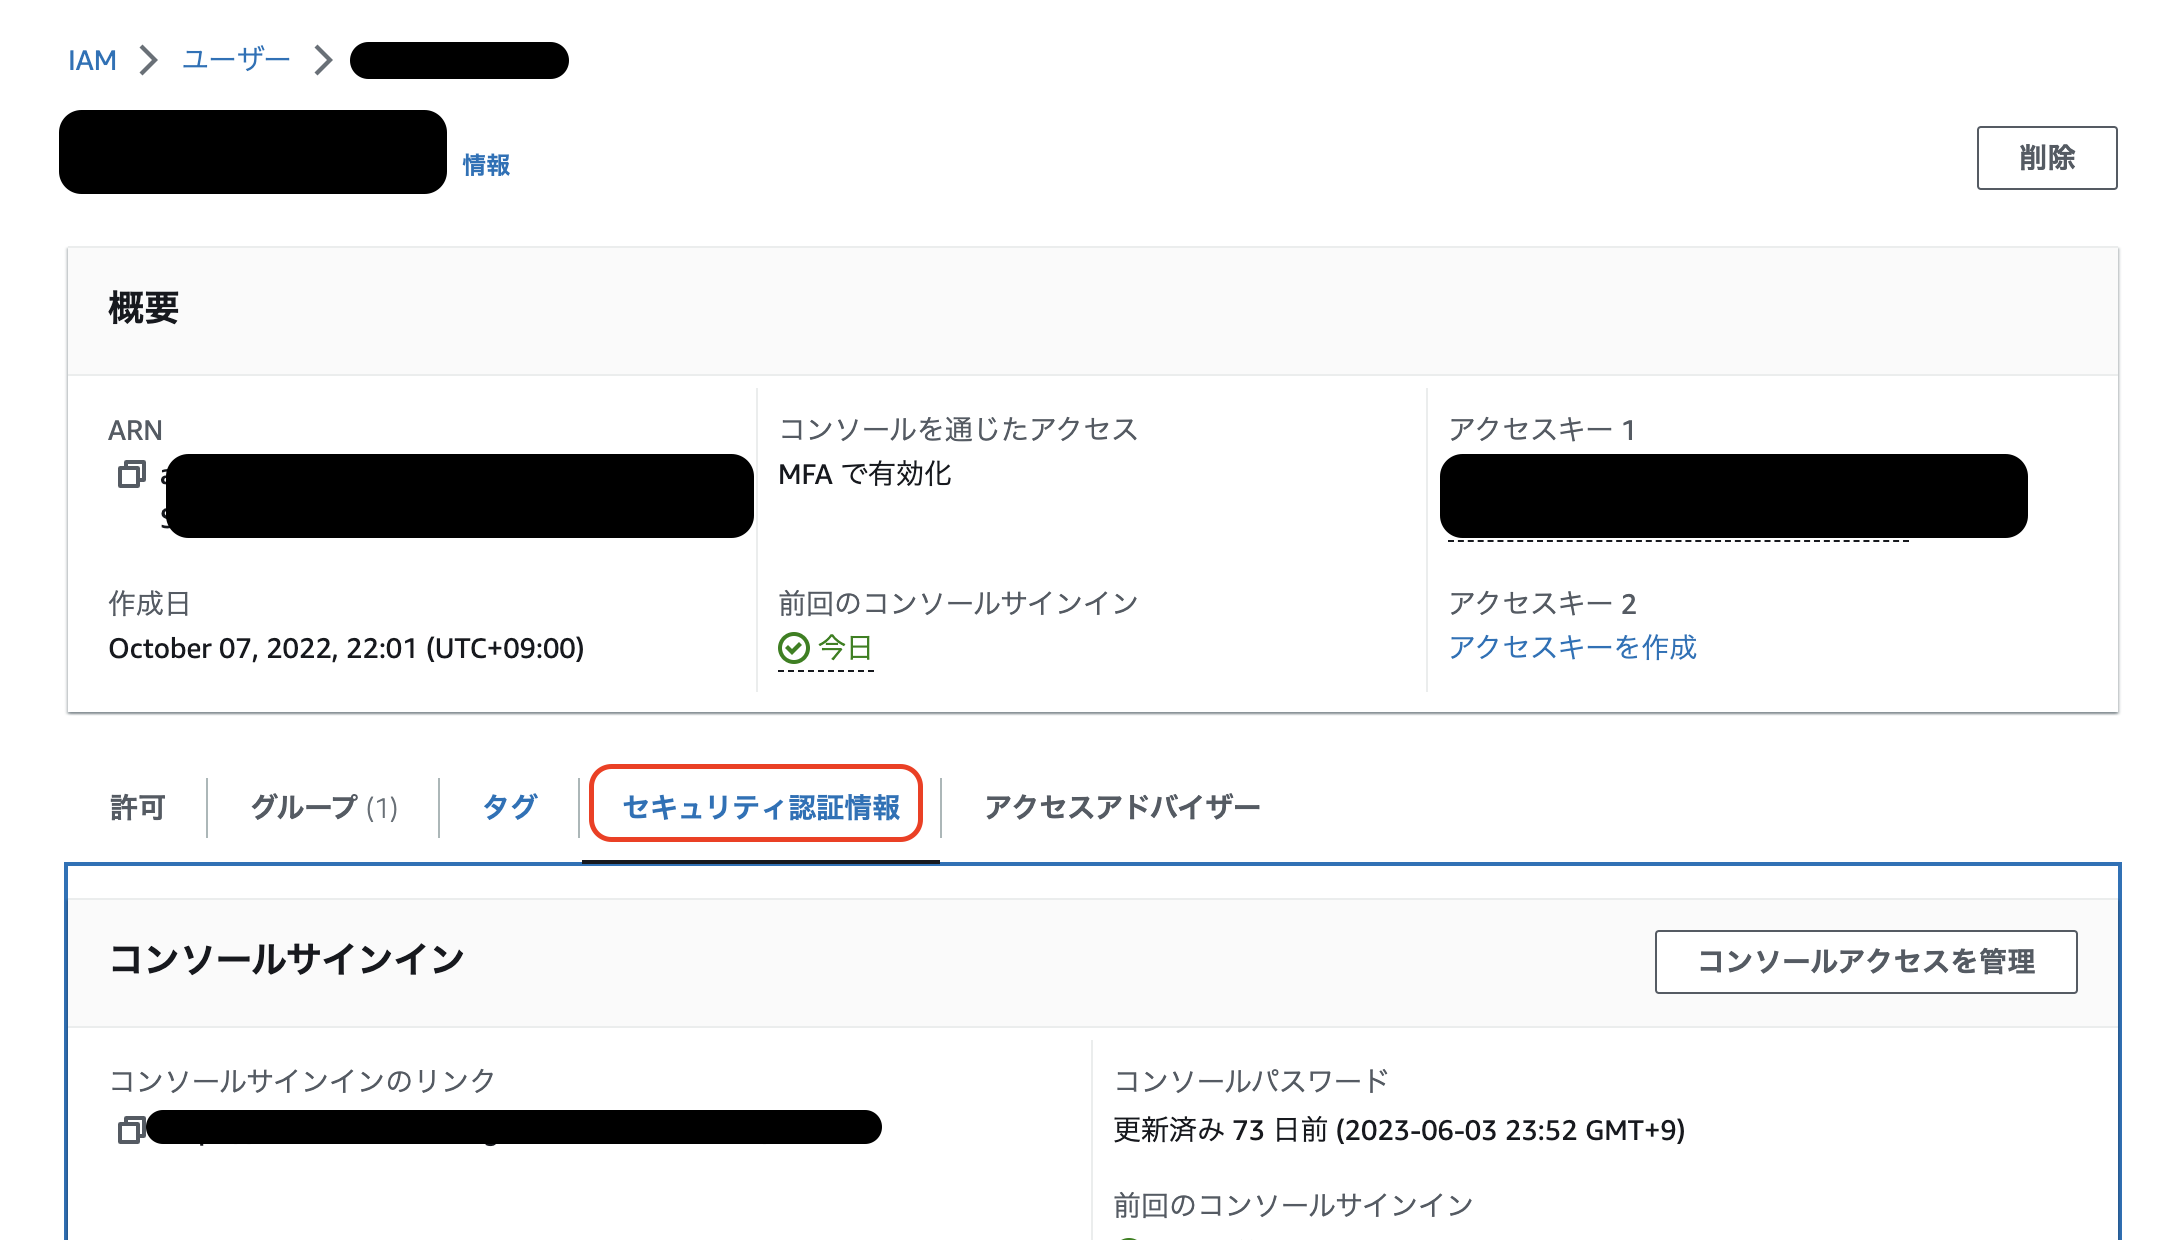 IAM > ユーザー >
情報
削除
概要
ARN
作成日
October 07, 2022, 22:01 (UTC+09:00)
コンソールを通じたアクセス
MFA で有効化
前回のコンソールサインイン
今日
アクセスキー 1
アクセスキー 2
アクセスキーを作成
許可
グループ (1)
タグ
セキュリティ認証情報
アクセスアドバイザー
コンソールサインイン
コンソールアクセスを管理
コンソールサインインのリンク
コンソールパスワード
更新済み 73 日前 (2023-06-03 23:52 GMT+9)
前回のコンソールサインイン